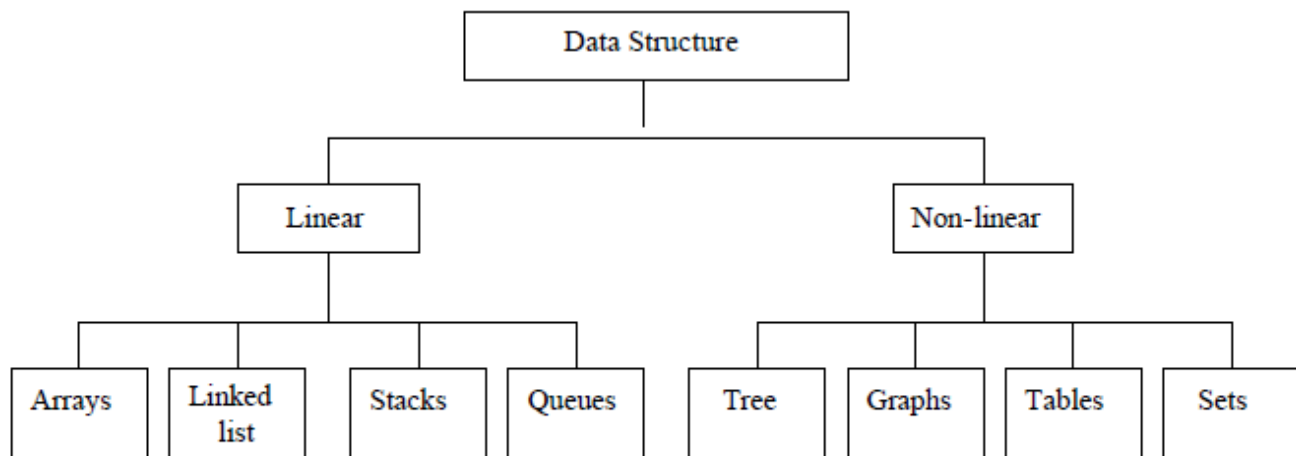 Data Structure
Linear
Non-linear
Arrays
Linked
list
Stacks
Queues
Tree
Graphs
Tables
Sets